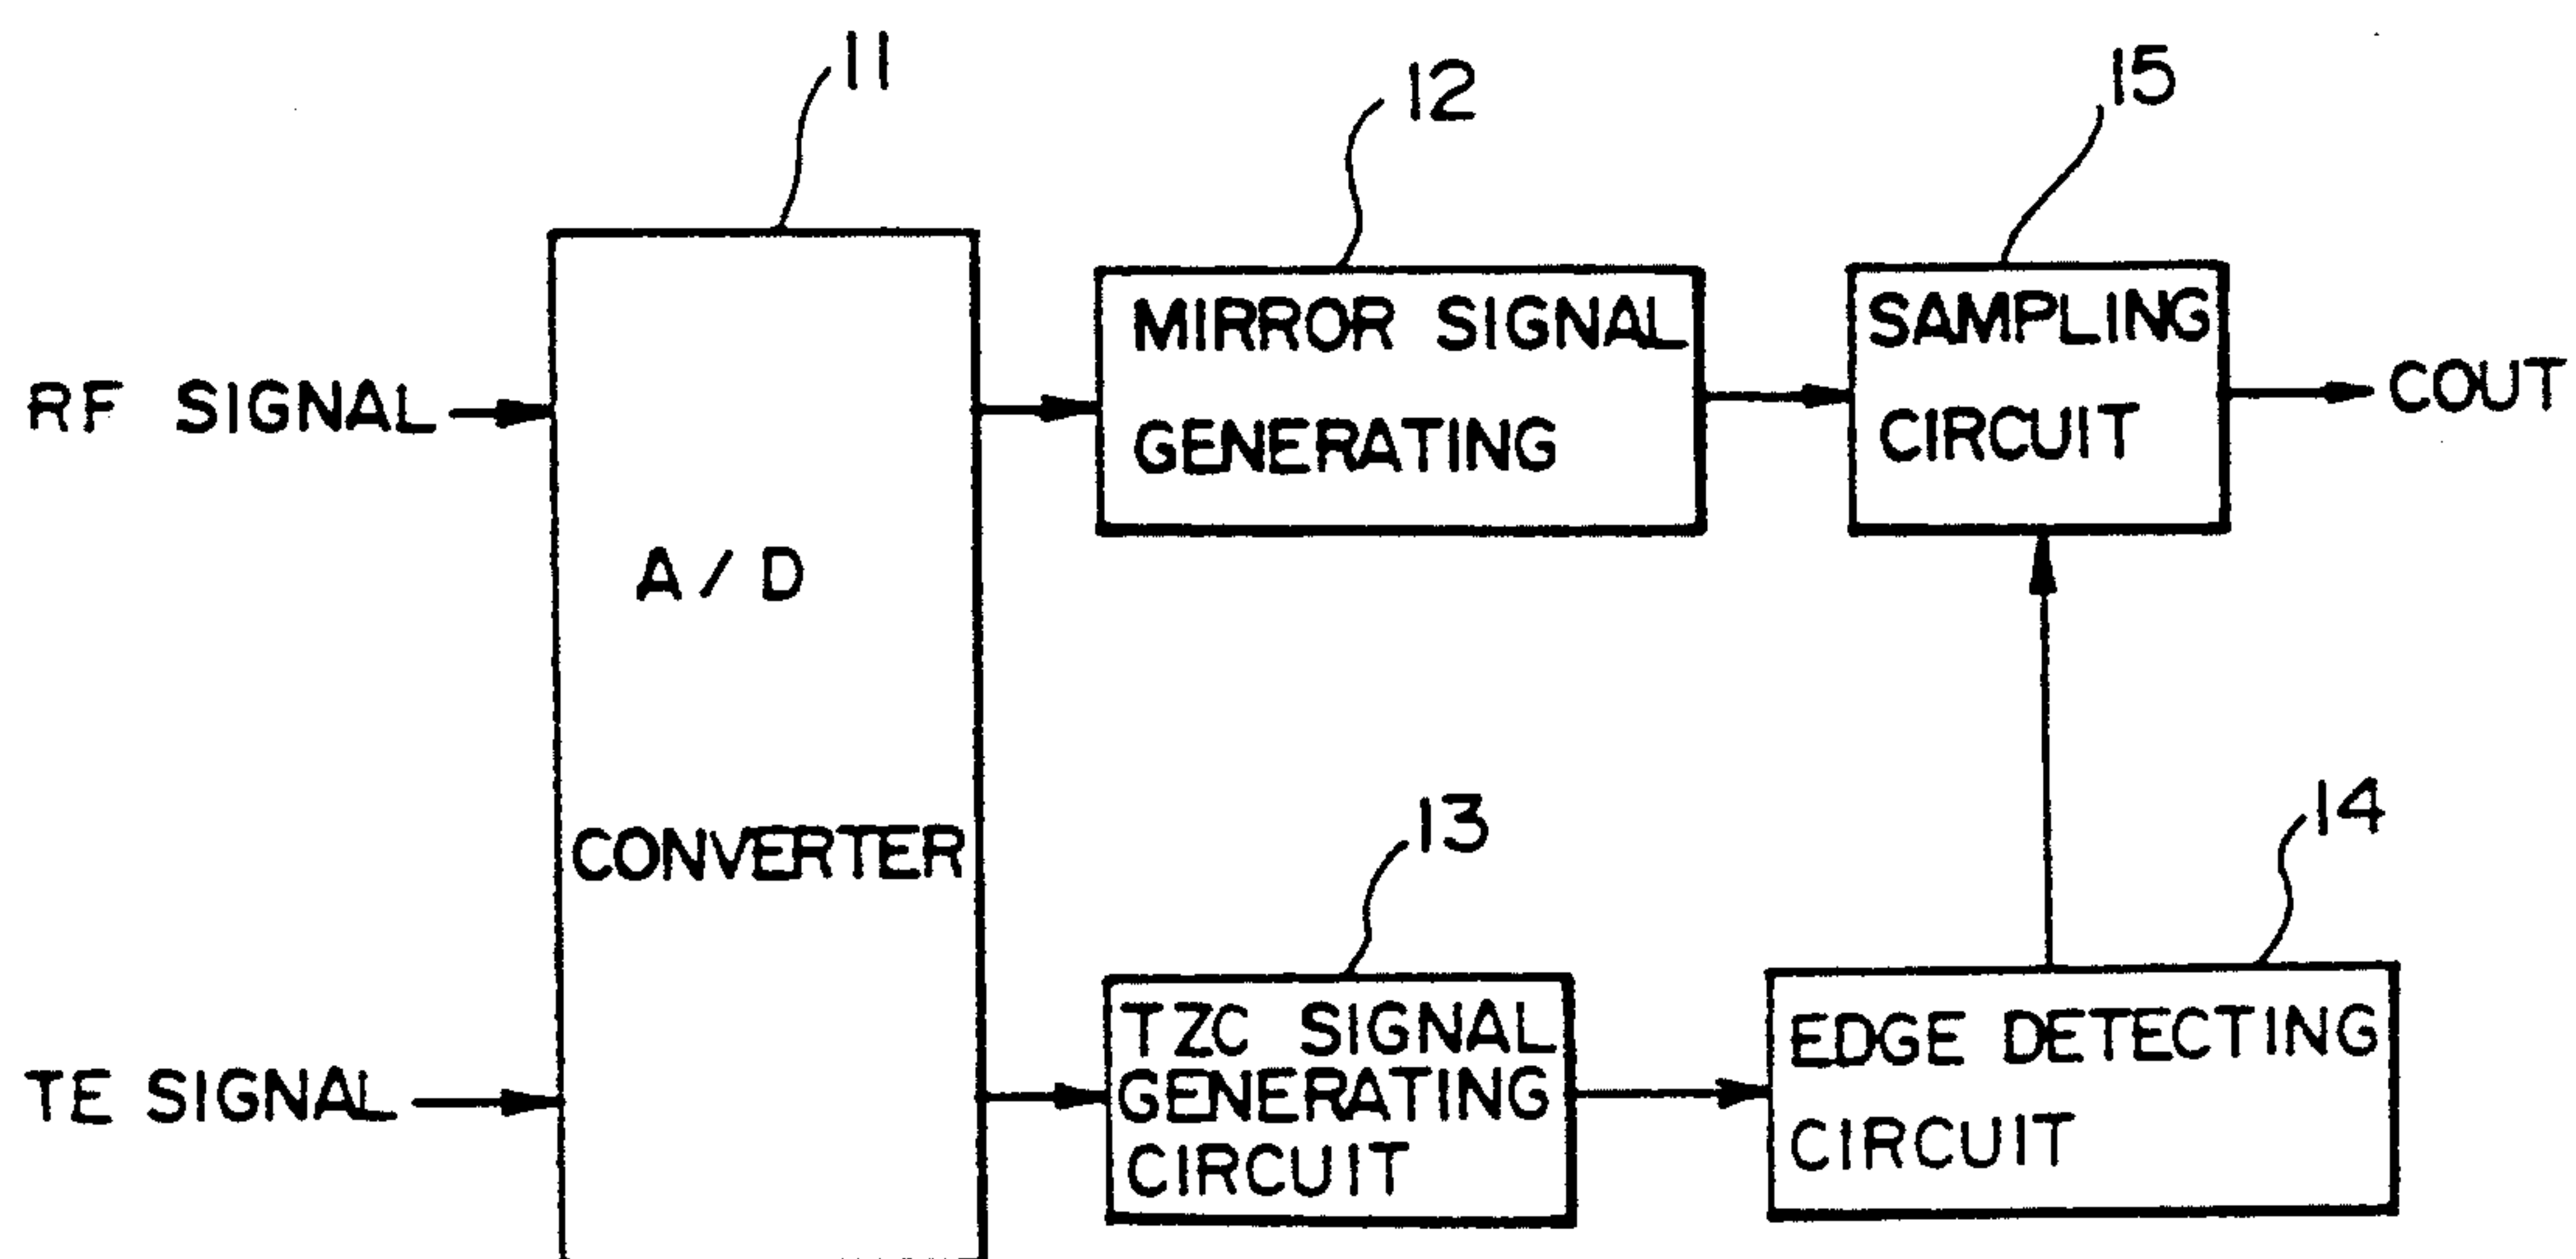 11
12
15
RF SIGNAL
A/D
CONVERTER
MIRROR SIGNAL
GENERATING
SAMPLING
CIRCUIT
COUT
13
14
TE SIGNAL
TZC SIGNAL
GENERATING
CIRCUIT
EDGE DETECTING
CIRCUIT